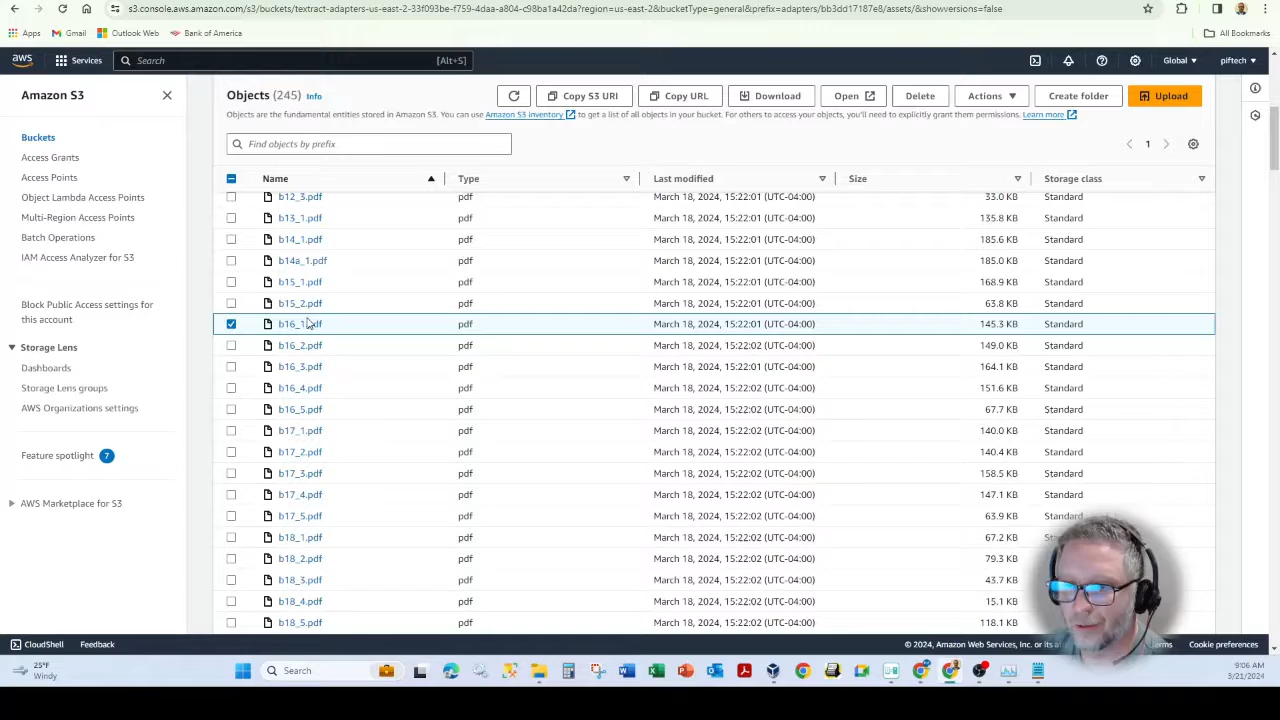 s3.console.aws.amazon.com/s3/buckets/textract-adapters-us-east-2-33f093be-f759-4daa-a804-c98ba1a42da?region=us-east-2&bucketType=general&prefix=adapters/bb3dd17187e8/assets/&showversions=false
Apps Gmail Outlook Web Bank of America All Bookmarks
aws Services Search [Alt+S] Global piftech
Amazon S3
Buckets
Access Grants
Access Points
Object Lambda Access Points
Multi-Region Access Points
Batch Operations
IAM Access Analyzer for S3
Block Public Access settings for
this account
Storage Lens
Dashboards
Storage Lens groups
AWS Organizations settings
Feature spotlight 7
AWS Marketplace for S3
Objects (245) Info Copy S3 URI Copy URL Download Open Delete Actions Create folder Upload
Objects are the fundamental entities stored in Amazon S3. You can use Amazon S3 inventory to get a list of all objects in your bucket. For others to access your objects, you'll need to explicitly grant them permissions. Learn more
Find objects by prefix 1
Name Type Last modified Size Storage class
b12_3.pdf pdf March 18, 2024, 15:22:01 (UTC-04:00) 33.0 KB Standard
b13_1.pdf pdf March 18, 2024, 15:22:01 (UTC-04:00) 135.8 KB Standard
b14_1.pdf pdf March 18, 2024, 15:22:01 (UTC-04:00) 185.6 KB Standard
b14a_1.pdf pdf March 18, 2024, 15:22:01 (UTC-04:00) 185.0 KB Standard
b15_1.pdf pdf March 18, 2024, 15:22:01 (UTC-04:00) 168.9 KB Standard
b15_2.pdf pdf March 18, 2024, 15:22:01 (UTC-04:00) 63.8 KB Standard
b16_1.pdf pdf March 18, 2024, 15:22:01 (UTC-04:00) 145.3 KB Standard
b16_2.pdf pdf March 18, 2024, 15:22:02 (UTC-04:00) 149.0 KB Standard
b16_3.pdf pdf March 18, 2024, 15:22:01 (UTC-04:00) 164.1 KB Standard
b16_4.pdf pdf March 18, 2024, 15:22:02 (UTC-04:00) 151.6 KB Standard
b16_5.pdf pdf March 18, 2024, 15:22:02 (UTC-04:00) 67.7 KB Standard
b17_1.pdf pdf March 18, 2024, 15:22:02 (UTC-04:00) 140.0 KB Standard
b17_2.pdf pdf March 18, 2024, 15:22:02 (UTC-04:00) 140.4 KB Standard
b17_3.pdf pdf March 18, 2024, 15:22:02 (UTC-04:00) 158.5 KB Standard
b17_4.pdf pdf March 18, 2024, 15:22:02 (UTC-04:00) 147.1 KB Standard
b17_5.pdf pdf March 18, 2024, 15:22:02 (UTC-04:00) 63.9 KB Standard
b18_1.pdf pdf March 18, 2024, 15:22:02 (UTC-04:00) 67.2 KB Standard
b18_2.pdf pdf March 18, 2024, 15:22:02 (UTC-04:00) 79.3 KB
b18_3.pdf pdf March 18, 2024, 15:22:02 (UTC-04:00) 43.7 KB
b18_4.pdf pdf March 18, 2024, 15:22:02 (UTC-04:00) 15.1 KB
b18_5.pdf pdf March 18, 2024, 15:22:02 (UTC-04:00) 118.1 KB
CloudShell Feedback © 2024, Amazon Web Services, Inc. or its Terms Cookie preferences
25°F
Windy
Search
9:06 AM
3/21/2024